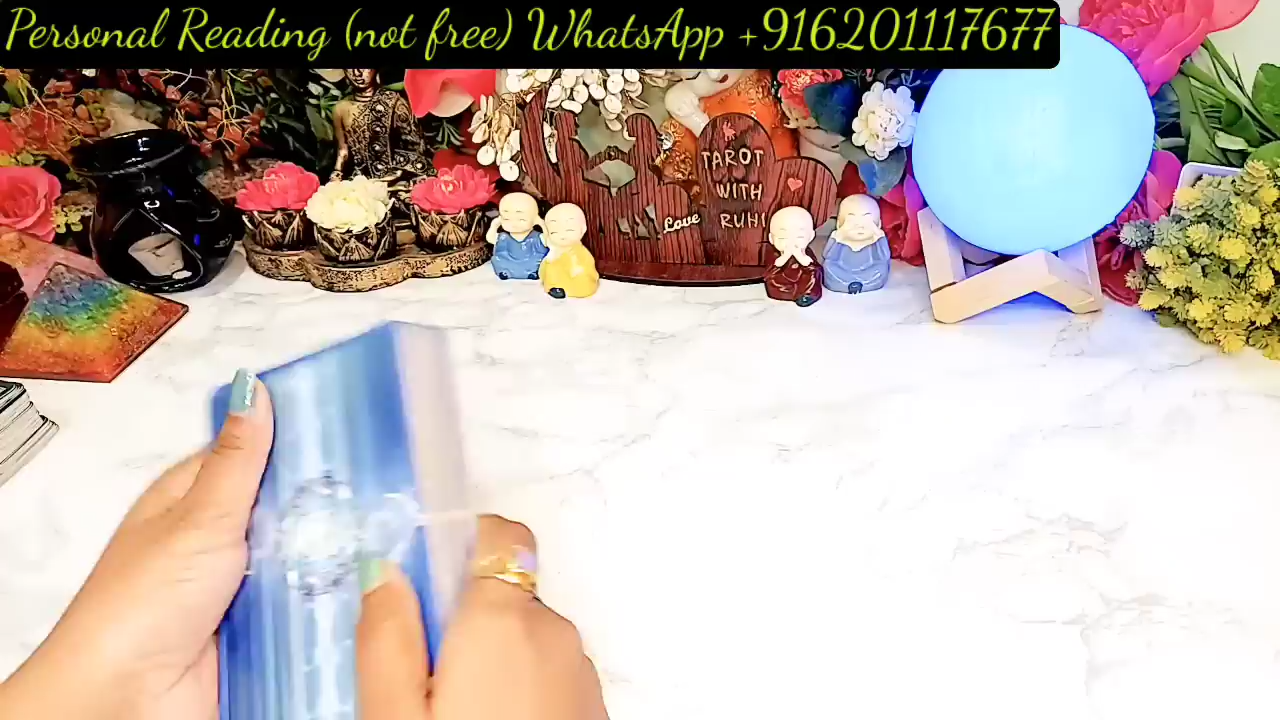 Personal Reading (not free) WhatsApp +916201117677
TAROT
WITH
Love
RUHI